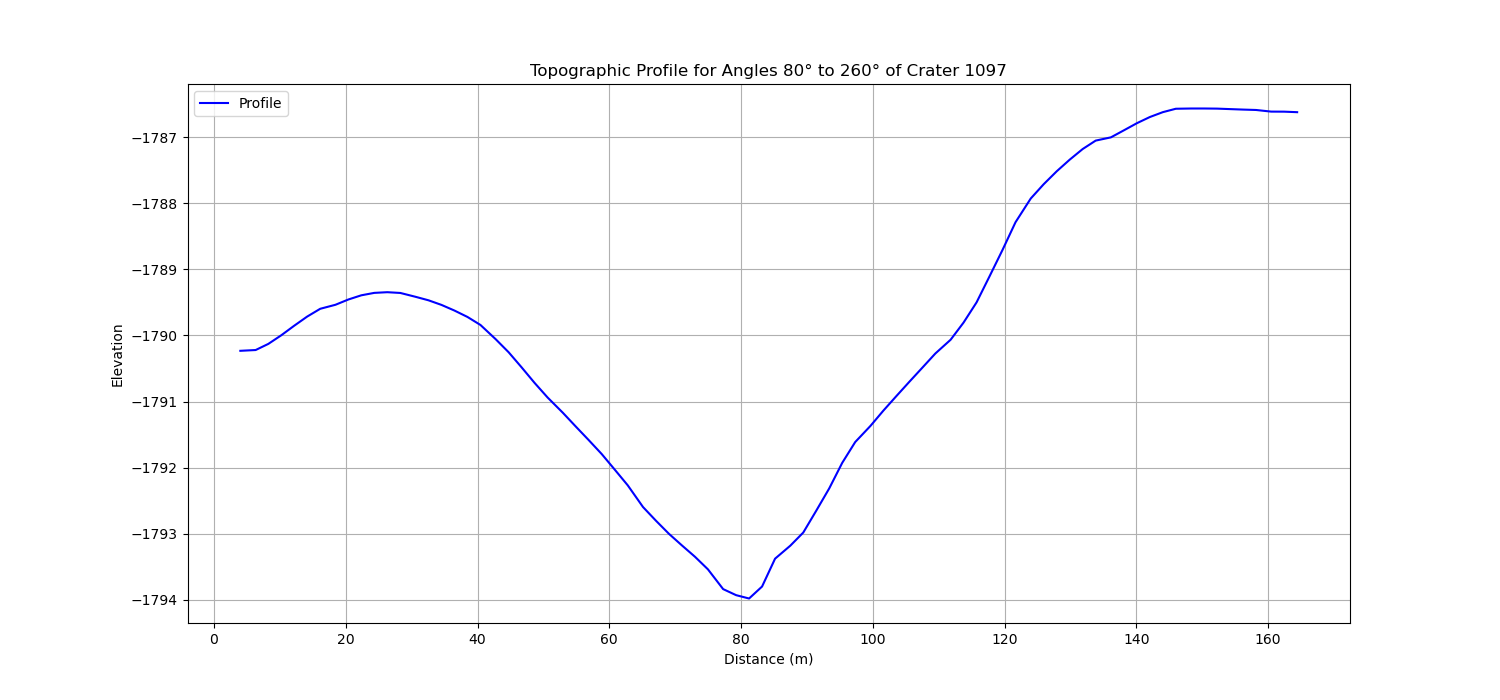 Topographic Profile for Angles 80° to 260° of Crater 1097
Profile
−1787
−1788
−1789
−1790
−1791
−1792
−1793
−1794
Elevation
0 20 40 60 80 100 120 140 160
Distance (m)